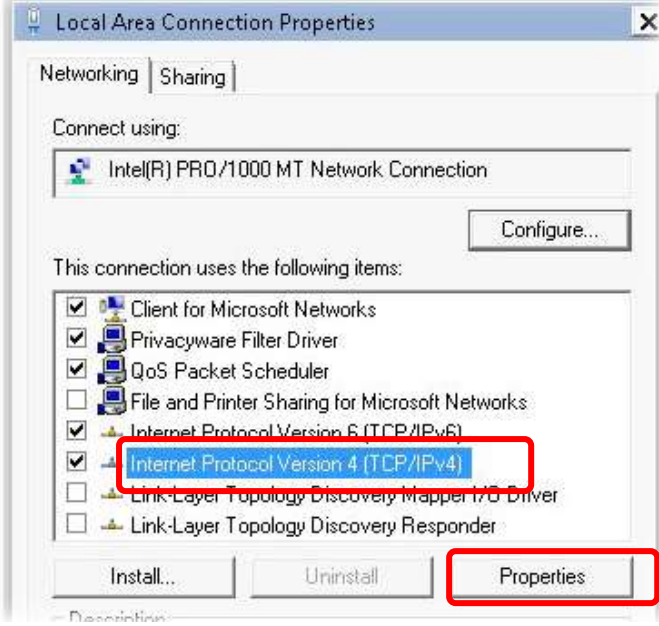 Local Area Connection Properties
Networking
Sharing
Connect using:
Intel(R) PRO/1000 MT Network Connection
Configure...
This connection uses the following items:
Client for Microsoft Networks
Privacyware Filter Driver
QoS Packet Scheduler
File and Printer Sharing for Microsoft Networks
Internet Protocol Version 6 (TCP/IPv6)
Internet Protocol Version 4 (TCP/IPv4)
Link-Layer Topology Discovery Mapper I/O Driver
Link-Layer Topology Discovery Responder
Install...
Uninstall
Properties
Description